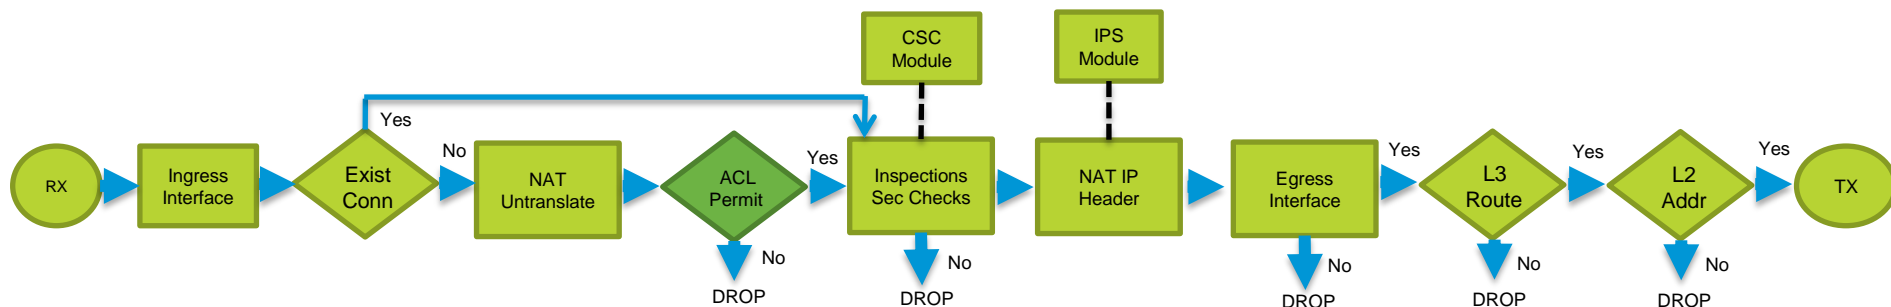 CSC
Module
IPS
Module
RX
Ingress
Interface
Exist
Conn
Yes
No
NAT
Untranslate
ACL
Permit
Yes
No
DROP
Inspections
Sec Checks
No
DROP
NAT IP
Header
Egress
Interface
Yes
No
DROP
L3
Route
Yes
No
DROP
L2
Addr
Yes
No
DROP
TX